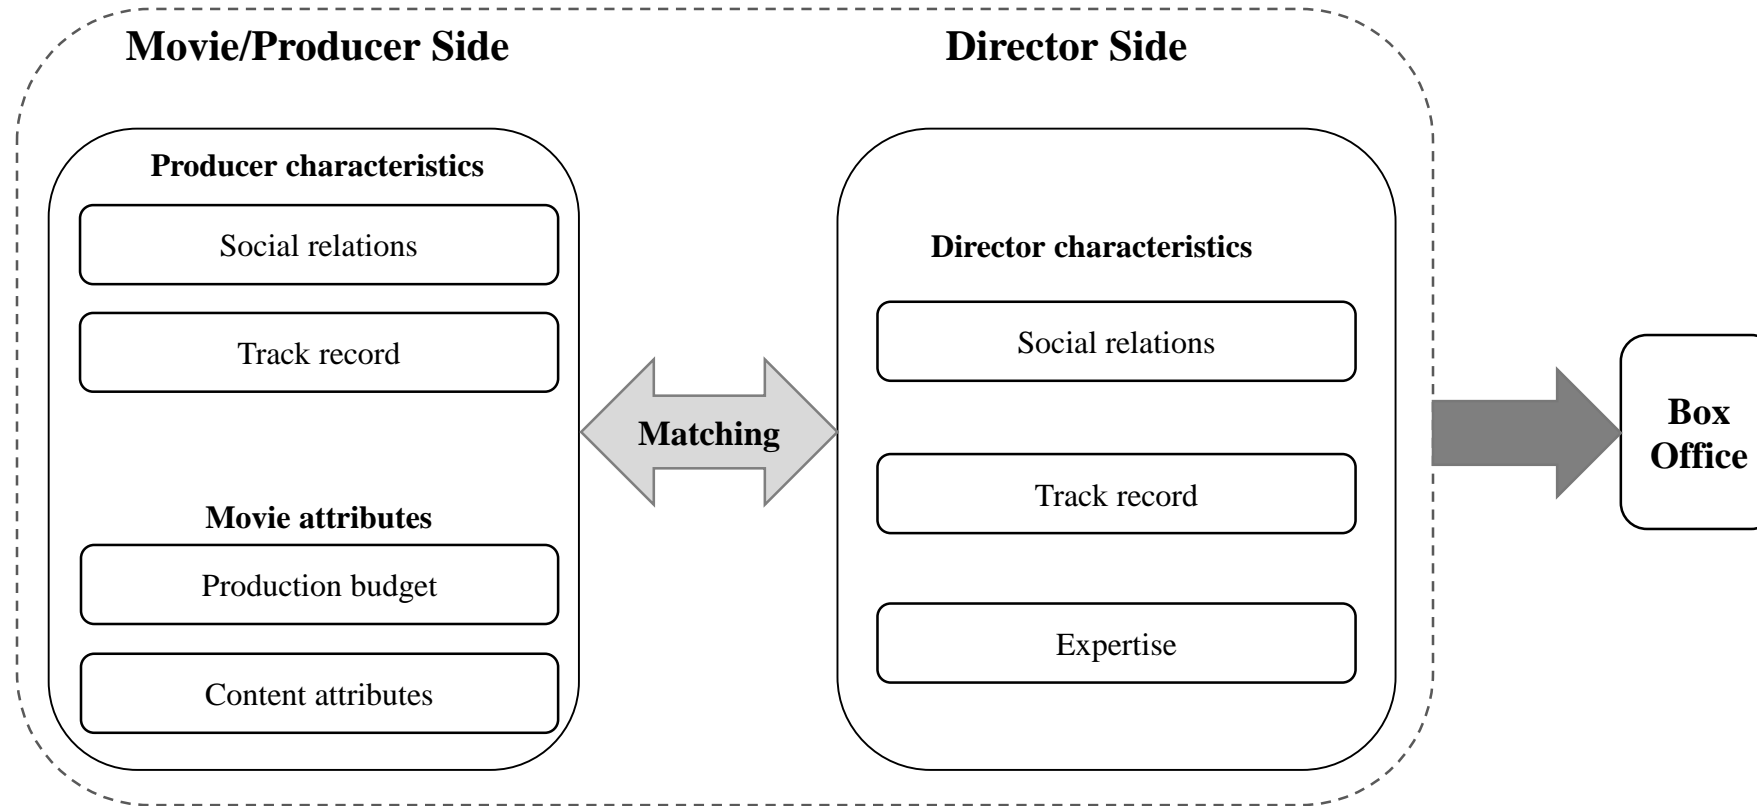 Movie/Producer Side
Director Side
Producer characteristics
Social relations
Track record
Movie attributes
Production budget
Content attributes
Matching
Director characteristics
Social relations
Track record
Expertise
Box
Office